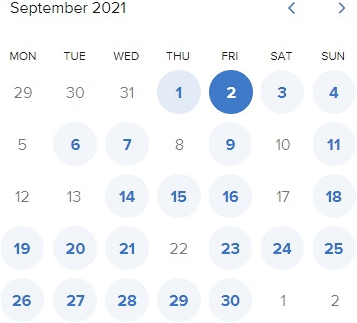 September 2021
MON TUE WED THU FRI SAT SUN
29 30 31 1 2 3 4
5 6 7 8 9 10 11
12 13 14 15 16 17 18
19 20 21 22 23 24 25
26 27 28 29 30 1 2